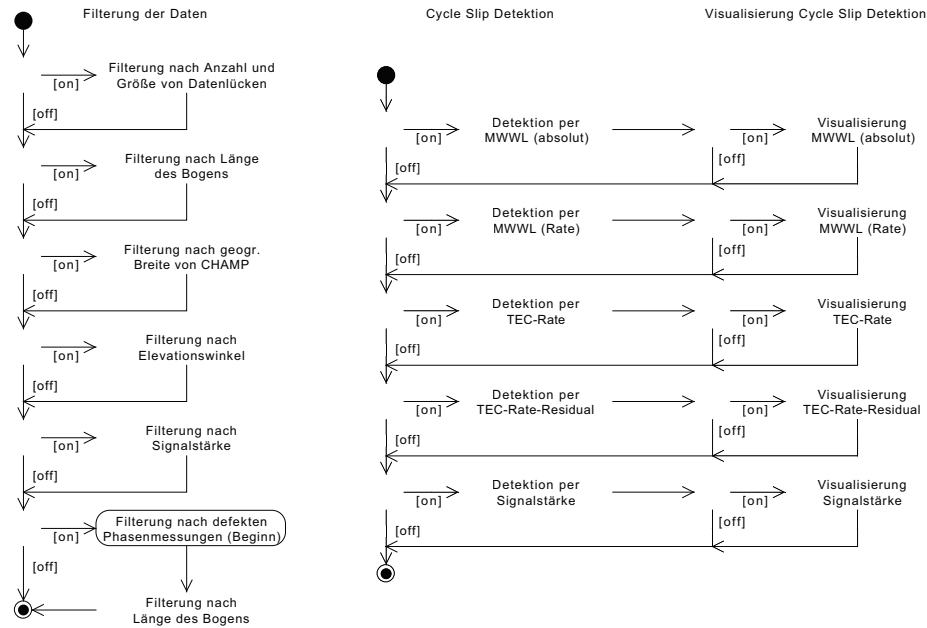 Filterung der Daten
[on]
Filterung nach Anzahl und
Größe von Datenlücken
[off]
[on]
Filterung nach Länge
des Bogens
[off]
[on]
Filterung nach geogr.
Breite von CHAMP
[off]
[on]
Filterung nach
Elevationswinkel
[off]
[on]
Filterung nach
Signalstärke
[off]
[on]
Filterung nach defekten
Phasenmessungen (Beginn)
[off]
Filterung nach
Länge des Bogens
Cycle Slip Detektion
Visualisierung Cycle Slip Detektion
[on]
Detektion per
MWWL (absolut)
[on]
Visualisierung
MWWL (absolut)
[off]
[off]
[on]
Detektion per
MWWL (Rate)
[on]
Visualisierung
MWWL (Rate)
[off]
[off]
[on]
Detektion per
TEC-Rate
[on]
Visualisierung
TEC-Rate
[off]
[off]
[on]
Detektion per
TEC-Rate-Residual
[on]
Visualisierung
TEC-Rate-Residual
[off]
[off]
[on]
Detektion per
Signalstärke
[on]
Visualisierung
Signalstärke
[off]
[off]